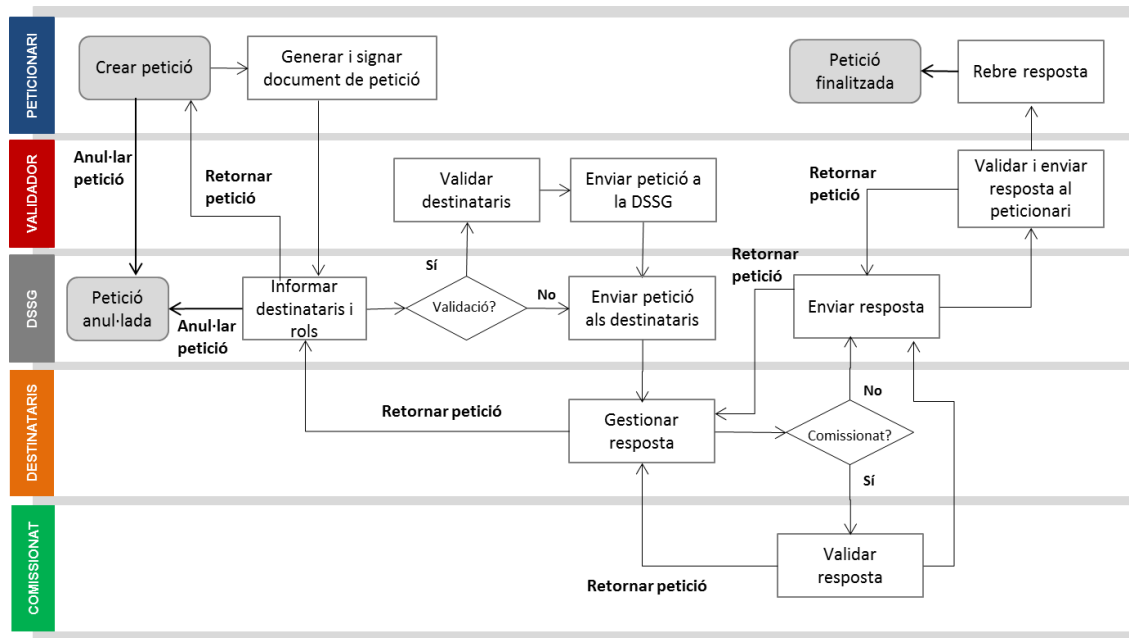 PETICIONARI
Crear petició
Generar i signar
document de petició
Petició
finalitzada
Rebre resposta
VALIDADOR
Anul·lar
petició
Retornar
petició
Validar
destinataris
Enviar petició a
la DSSG
Retornar
petició
Validar i enviar
resposta al
peticionari
DSSG
Petició
anul·lada
Anul·lar
petició
Informar
destinataris i
rols
Sí
Validació?
No
Enviar petició
als destinataris
Retornar
petició
Enviar resposta
DESTINATARIS
Retornar petició
Gestionar
resposta
No
Comissionat?
Sí
COMISSIONAT
Retornar petició
Validar
resposta